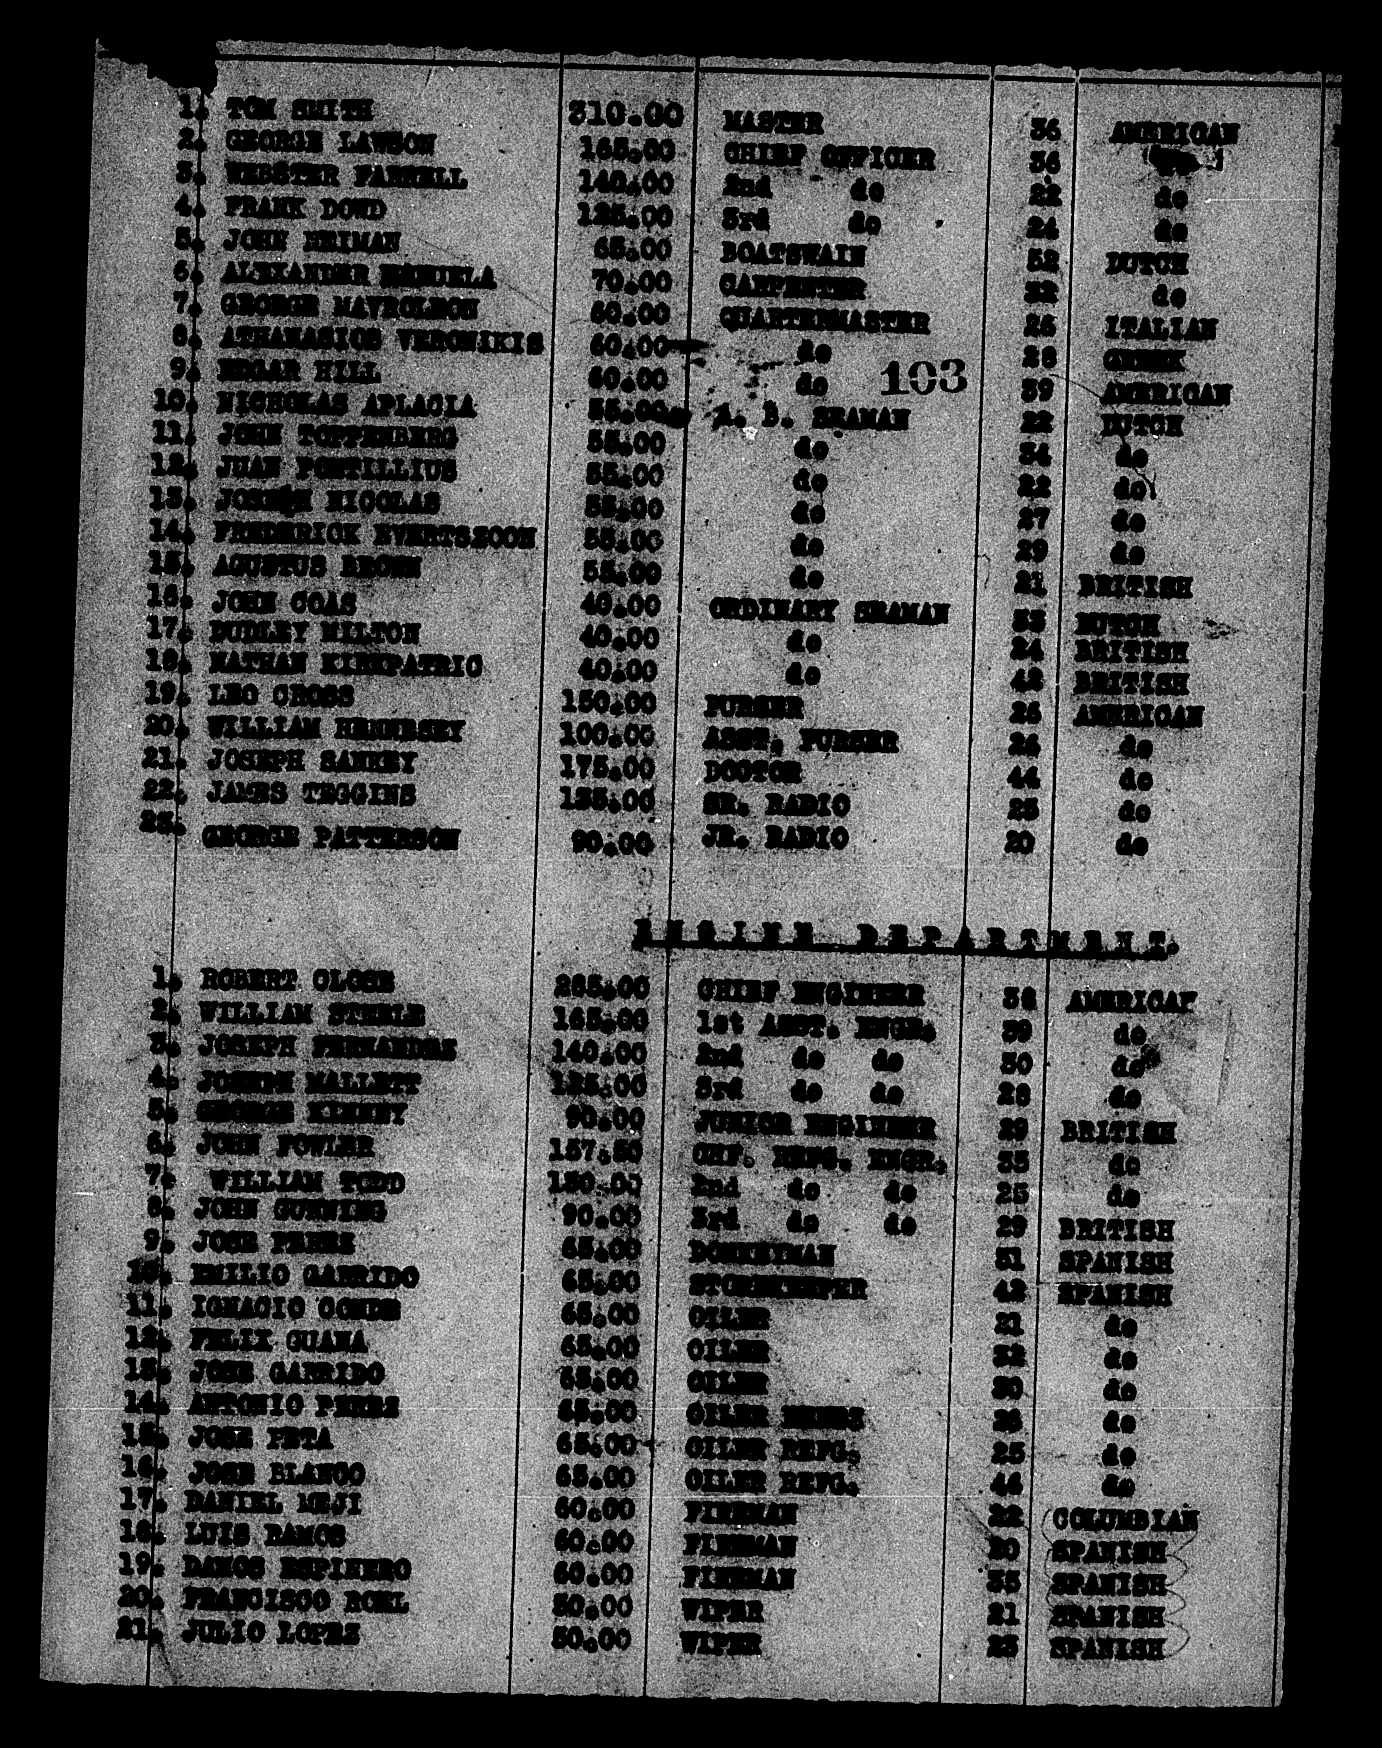 1. TOM SMITH 310.00 MASTER 36 AMERICAN
2. GEORGE LAWSON 165.00 CHIEF OFFICER 36
3. WEBSTER FARRELL 140.00 2nd do 22 do
4. FRANK DOWD 125.00 3rd do 24 do
5. JOHN NEIMAN 65.00 BOATSWAIN 52 DUTCH
6. ALEXANDER 70.00 CARPENTER 32 do
7. GEORGE MAVROLEON 60.00 QUARTERMASTER 26 ITALIAN
8. ATHANASIOS VERONIKIS 60.00 do 28 GREEK
103
9. EDGAR HILL 60.00 do 39 AMERICAN
10. NICHOLAS APLACIA 55.00 A. B. SEAMAN 22 DUTCH
11. JOHN TOPPENBERG 55.00 do 34 do
12. JUAN PONTILLIUS 55.00 do 22 do
13. JOSEPH NICOLAS 55.00 do 27 do
14. FREDERICK EVERTSZOON 55.00 do 29 do
15. AGUSTUS BROWN 55.00 do 21 BRITISH
16. JOHN COAS 40.00 ORDINARY SEAMAN 33 DUTCH
17. DUDLEY MILTON 40.00 do 24 BRITISH
18. NATHAN KIRKPATRIC 40.00 do 42 BRITISH
19. LEO CROSS 150.00 PURSER 26 AMERICAN
20. WILLIAM HENNESEY 100.00 ASST. PURSER 24 do
21. JOSEPH SANKEY 175.00 DOCTOR 44 do
22. JAMES TEGGINS 135.00 SR. RADIO 25 do
23. GEORGE PATTERSON 90.00 JR. RADIO 20 do
ENGINE DEPARTMENT.
1. ROBERT CLOSE 285.00 CHIEF ENGINEER 38 AMERICAN
2. WILLIAM STEELE 165.00 1st ASST. ENGR. 39 do
3. JOSEPH FERNANDEZ 140.00 2nd do do 30 do
4. JOSEPH MALLETT 125.00 3rd do do 28 do
5. GEORGE KENNEY 90.00 JUNIOR ENGINEER 29 BRITISH
6. JOHN FOWLER 157.50 CHF. REFG. ENGR. 35 do
7. WILLIAM TODD 130.00 2nd do do 25 do
8. JOHN GUNNING 90.00 3rd do do 29 BRITISH
9. JOSE PEREZ 65.00 DONKEYMAN 31 SPANISH
10. EMILIO GARRIDO 65.00 STOREKEEPER 42 SPANISH
11. IGNACIO CONDE 65.00 OILER 21 do
12. FELIX GUANA 65.00 OILER 32 do
13. JOSE GARRIDO 65.00 OILER 30 do
14. ANTONIO PEREZ 65.00 OILER 26 do
15. JOSE PETA 65.00 OILER REFG. 25 do
16. JOSE BLANCO 65.00 OILER REFG. 44 do
17. DANIEL MEJI 60.00 FIREMAN 22 COLUMBIAN
18. LUIS RAMOS 60.00 FIREMAN 20 SPANISH
19. RAMOS ESPINERO 60.00 FIREMAN 35 SPANISH
20. FRANCISCO ROEL 50.00 WIPER 21 SPANISH
21. JULIO LOPEZ 50.00 WIPER 23 SPANISH